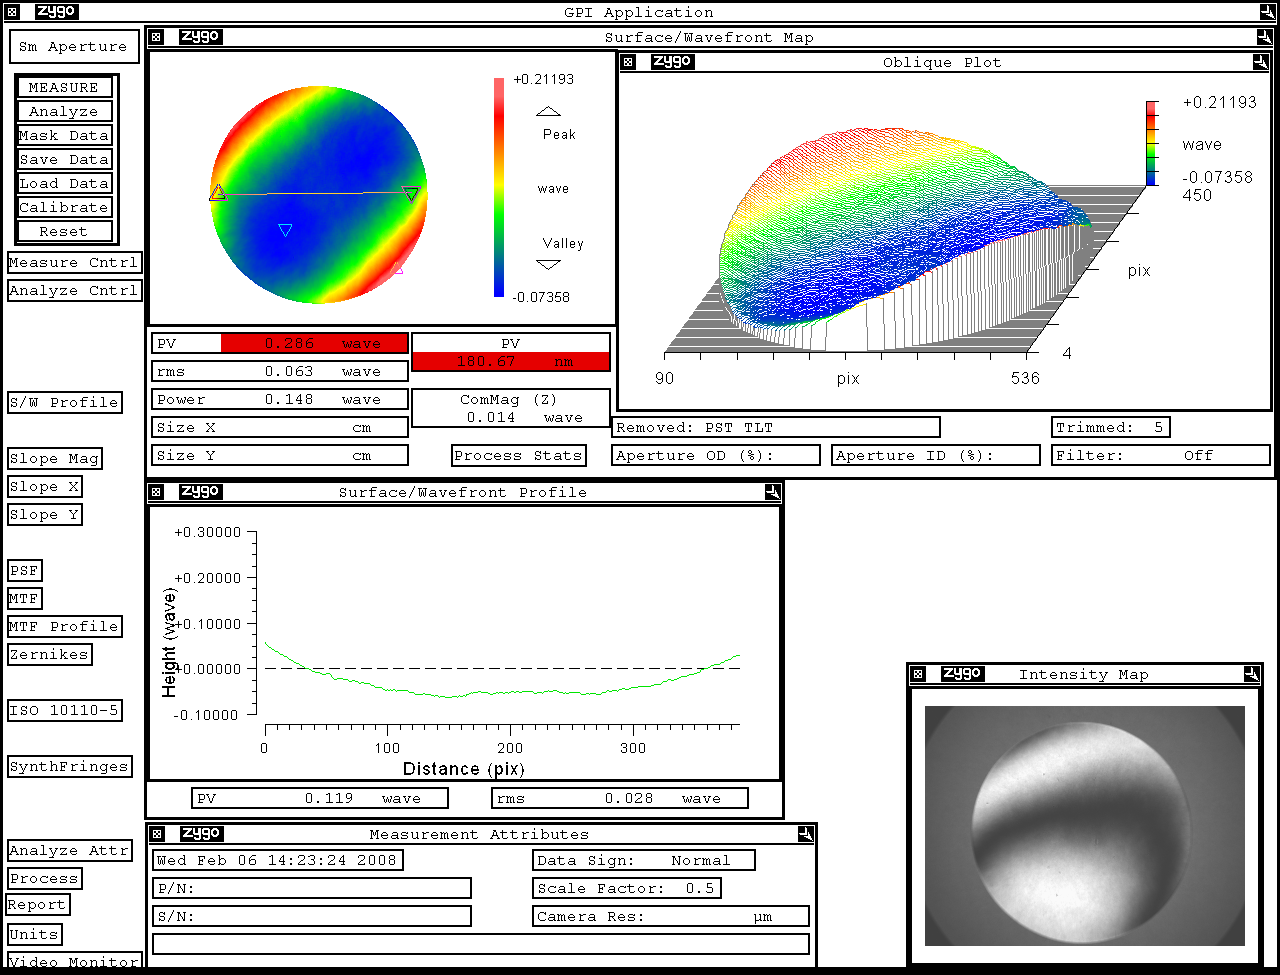 zygo GPI Application
Sm Aperture
MEASURE
Analyze
Mask Data
Save Data
Load Data
Calibrate
Reset
Measure Cntrl
Analyze Cntrl
S/W Profile
Slope Mag
Slope X
Slope Y
PSF
MTF
MTF Profile
Zernikes
ISO 10110-5
SynthFringes
Analyze Attr
Process
Report
Units
Video Monitor
zygo Surface/Wavefront Map
+0.21193
Peak
wave
Valley
-0.07358
zygo Oblique Plot
+0.21193
wave
-0.07358
450
pix
4
90 pix 536
PV 0.286 wave
rms 0.063 wave
Power 0.148 wave
Size X cm
Size Y cm
PV
180.67 nm
ComMag (Z)
0.014 wave
Process Stats
Removed: PST TLT
Trimmed: 5
Aperture OD (%):
Aperture ID (%):
Filter: Off
zygo Surface/Wavefront Profile
+0.30000
+0.20000
+0.10000
+0.00000
-0.10000
Height (wave)
0 100 200 300
Distance (pix)
PV 0.119 wave
rms 0.028 wave
zygo Measurement Attributes
Wed Feb 06 14:23:24 2008
P/N:
S/N:
Data Sign: Normal
Scale Factor: 0.5
Camera Res: µm
zygo Intensity Map